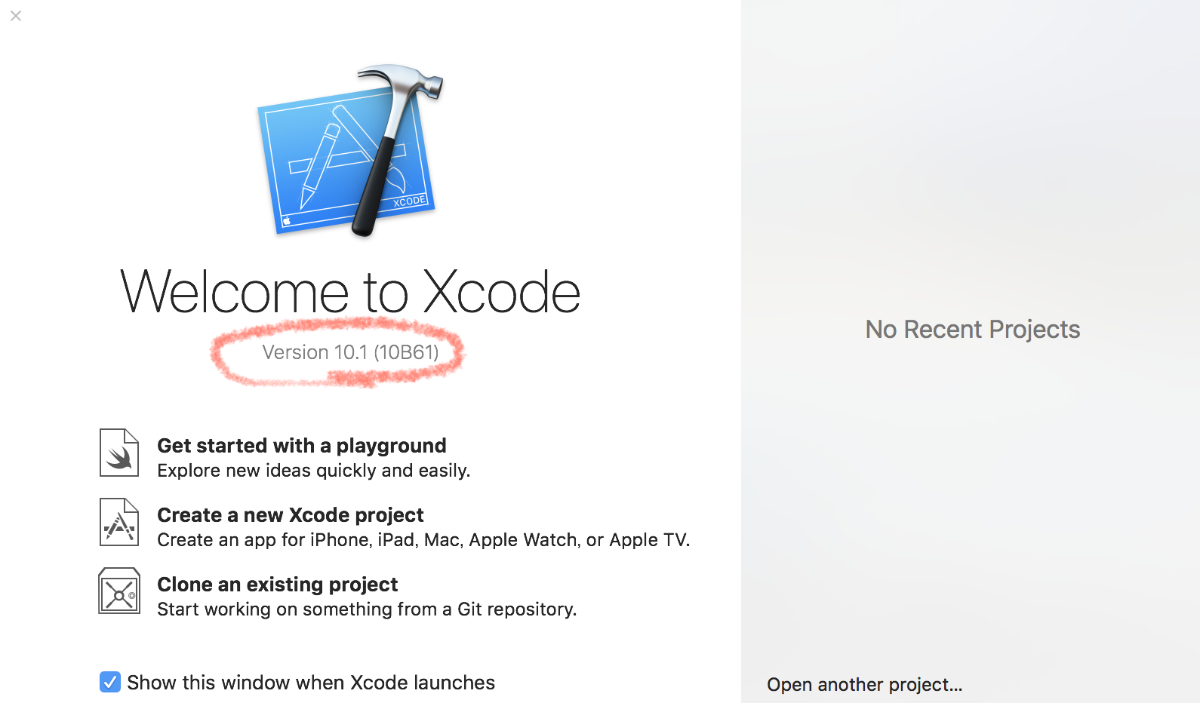 XCODE
Welcome to Xcode
Version 10.1 (10B61)
Get started with a playground
Explore new ideas quickly and easily.
Create a new Xcode project
Create an app for iPhone, iPad, Mac, Apple Watch, or Apple TV.
Clone an existing project
Start working on something from a Git repository.
Show this window when Xcode launches
No Recent Projects
Open another project...